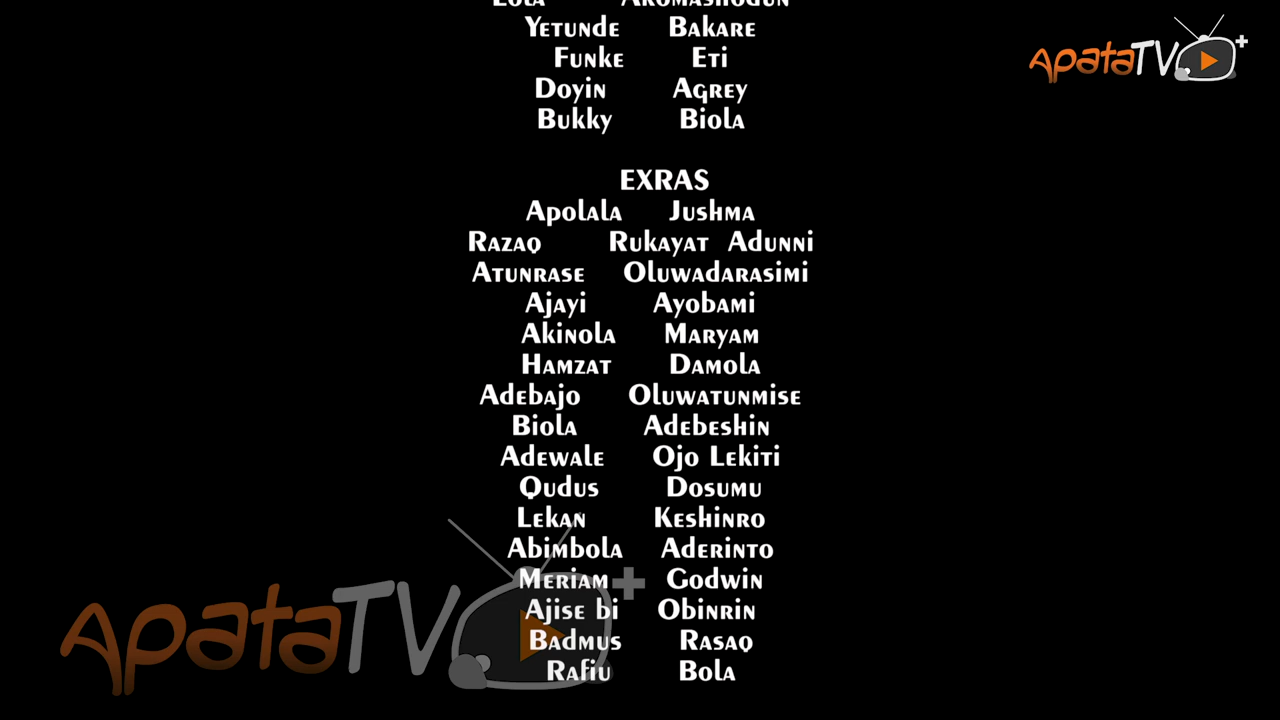 Yetunde Bakare
ApataTV+
Funke Eti
Doyin Agrey
Bukky Biola
EXRAS
Apolala Jushma
Razaq Rukayat Adunni
Atunrase Oluwadarasimi
Ajayi Ayobami
Akinola Maryam
Hamzat Damola
Adebajo Oluwatunmise
Biola Adebeshin
Adewale Ojo Lekiti
Qudus Dosumu
Lekan Keshinro
Abimbola Aderinto
Meriam Godwin
Ajise bi Obinrin
Badmus Rasaq
Rafiu Bola
ApataTV+